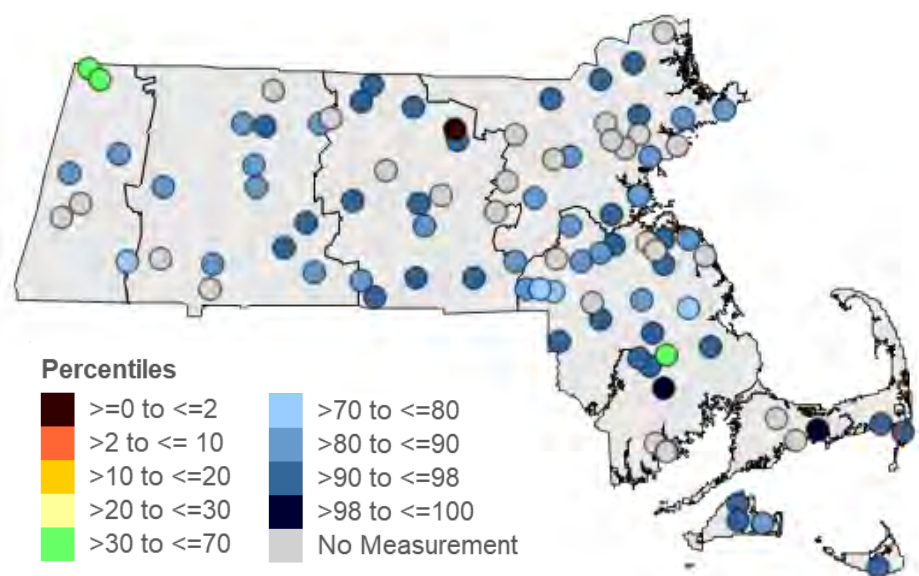 Percentiles
>=0 to <=2
>2 to <= 10
>10 to <=20
>20 to <=30
>30 to <=70
>70 to <=80
>80 to <=90
>90 to <=98
>98 to <=100
No Measurement